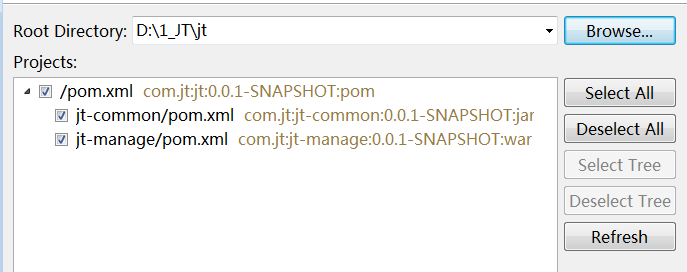 Root Directory: D:\1_JT\jt Browse...
Projects:
/pom.xml com.jt:jt:0.0.1-SNAPSHOT:pom
jt-common/pom.xml com.jt:jt-common:0.0.1-SNAPSHOT:jar
jt-manage/pom.xml com.jt:jt-manage:0.0.1-SNAPSHOT:war
Select All
Deselect All
Select Tree
Deselect Tree
Refresh